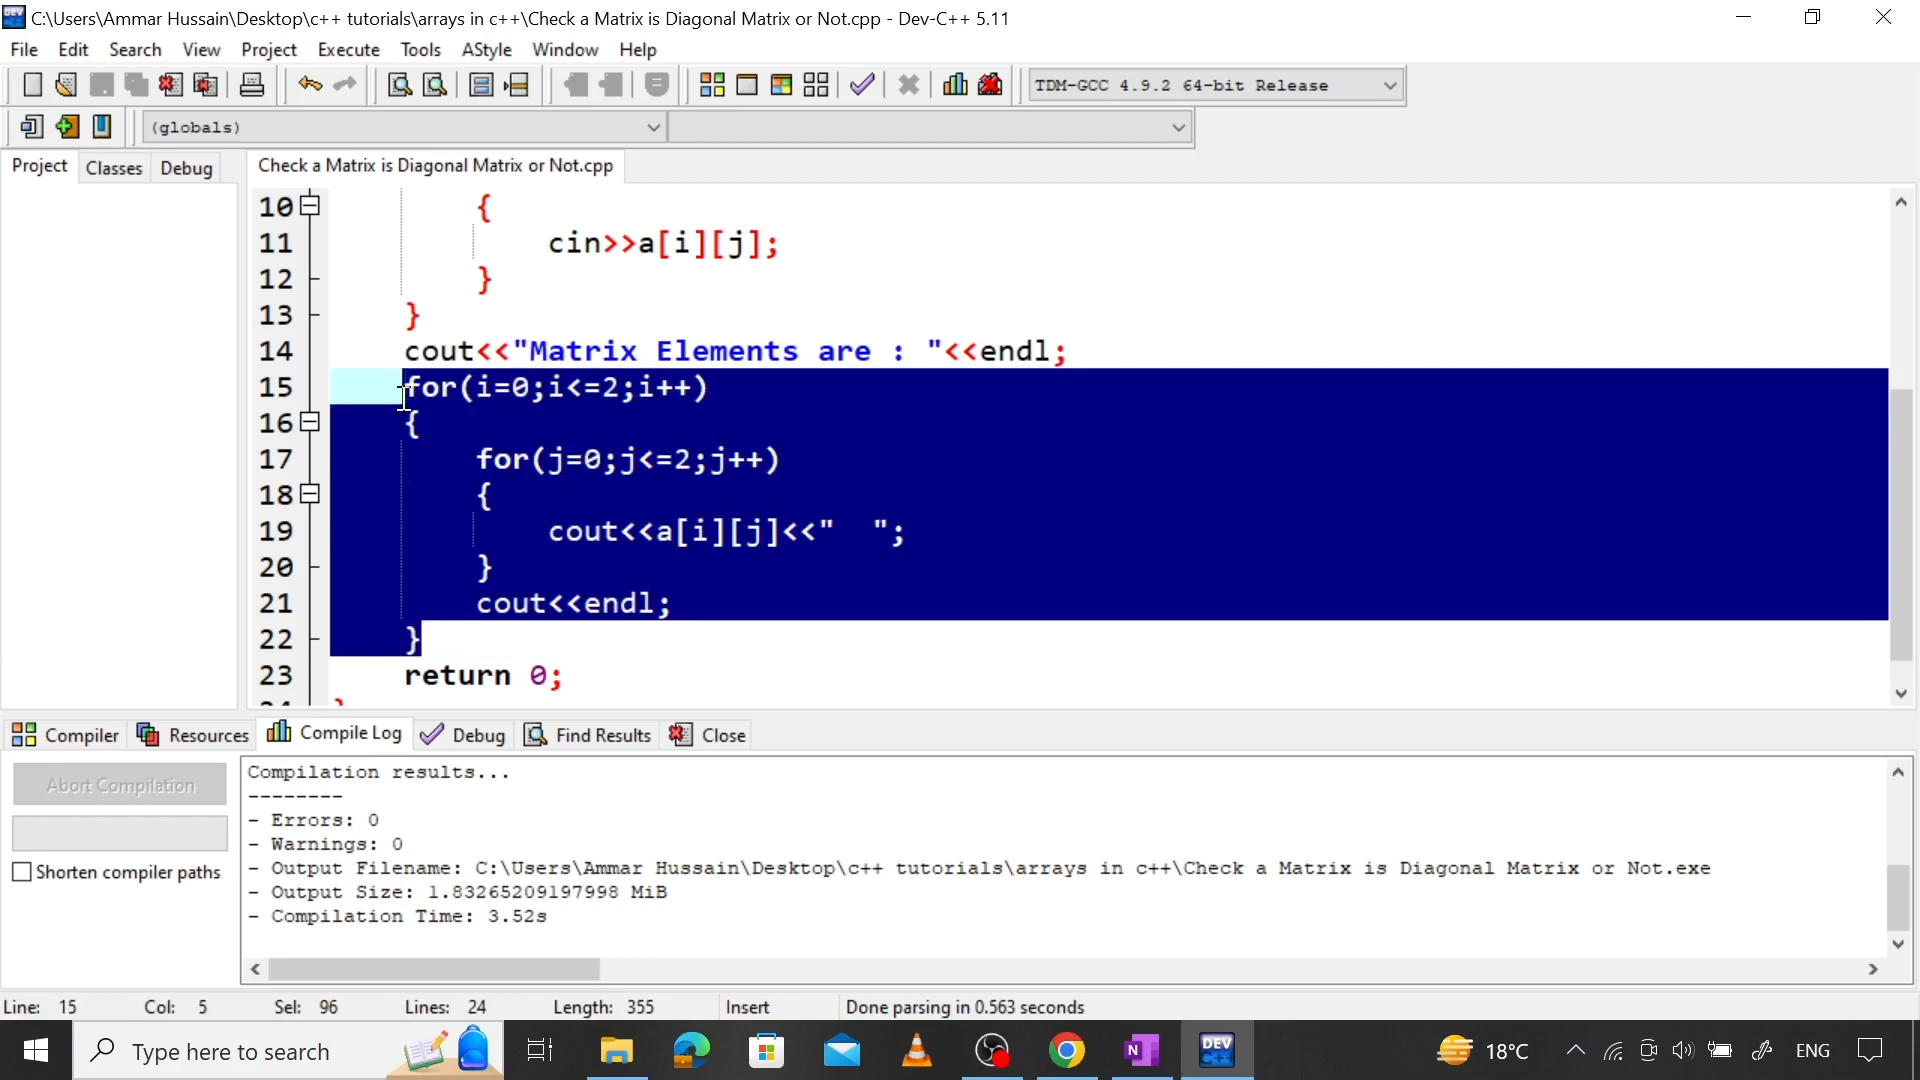 C:\Users\Ammar Hussain\Desktop\c++ tutorials\arrays in c++\Check a Matrix is Diagonal Matrix or Not.cpp - Dev-C++ 5.11
File Edit Search View Project Execute Tools AStyle Window Help
TDM-GCC 4.9.2 64-bit Release
(globals)
Project Classes Debug
Check a Matrix is Diagonal Matrix or Not.cpp
10 {
11 cin>>a[i][j];
12 }
13 }
14 cout<<"Matrix Elements are : "<<endl;
15 for(i=0;i<=2;i++)
16 {
17 for(j=0;j<=2;j++)
18 {
19 cout<<a[i][j]<<"  ";
20 }
21 cout<<endl;
22 }
23 return 0;
Compiler Resources Compile Log Debug Find Results Close
Abort Compilation
Shorten compiler paths
Compilation results...
--------
- Errors: 0
- Warnings: 0
- Output Filename: C:\Users\Ammar Hussain\Desktop\c++ tutorials\arrays in c++\Check a Matrix is Diagonal Matrix or Not.exe
- Output Size: 1.83265209197998 MiB
- Compilation Time: 3.52s
Line: 15 Col: 5 Sel: 96 Lines: 24 Length: 355 Insert Done parsing in 0.563 seconds
Type here to search
N
DEV C++
18°C
ENG